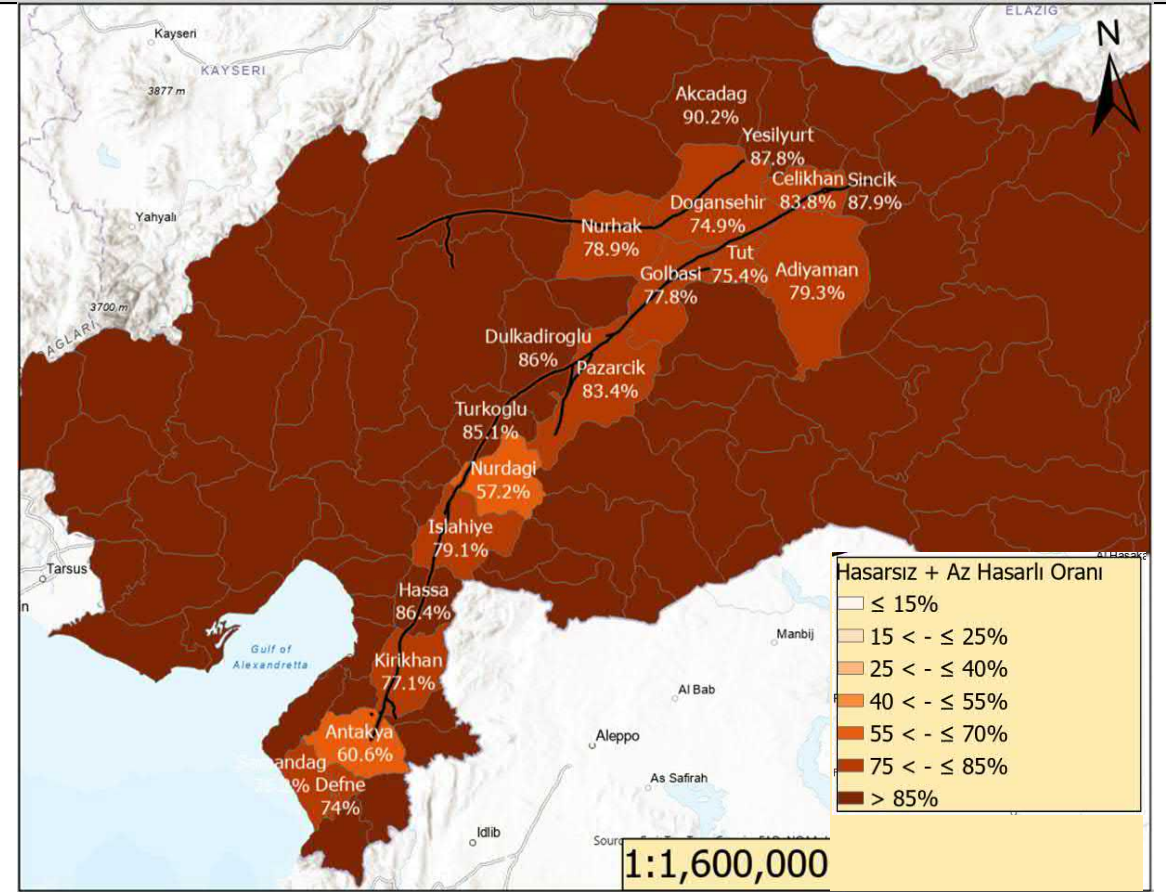 ELAZIG
N
Kayseri
KAYSERI
3877 m
Akcadag
90.2%
Yesilyurt
87.8%
Celikhan
83.8%
Sincik
87.9%
Dogansehir
74.9%
Yahyalı
Nurhak
78.9%
Tut
75.4%
Golbasi
77.8%
Adiyaman
79.3%
3700 m
AGLARI
Dulkadiroglu
86%
Pazarcik
83.4%
Turkoglu
85.1%
Nurdagi
57.2%
Islahiye
79.1%
Tarsus
Hassa
86.4%
Gulf of
Alexandretta
Kirikhan
77.1%
Manbij
Al Bab
Antakya
60.6%
Aleppo
Defne
74%
As Safirah
Idlib
Hasarsız + Az Hasarlı Oranı
≤ 15%
15 < - ≤ 25%
25 < - ≤ 40%
40 < - ≤ 55%
55 < - ≤ 70%
75 < - ≤ 85%
> 85%
1:1,600,000